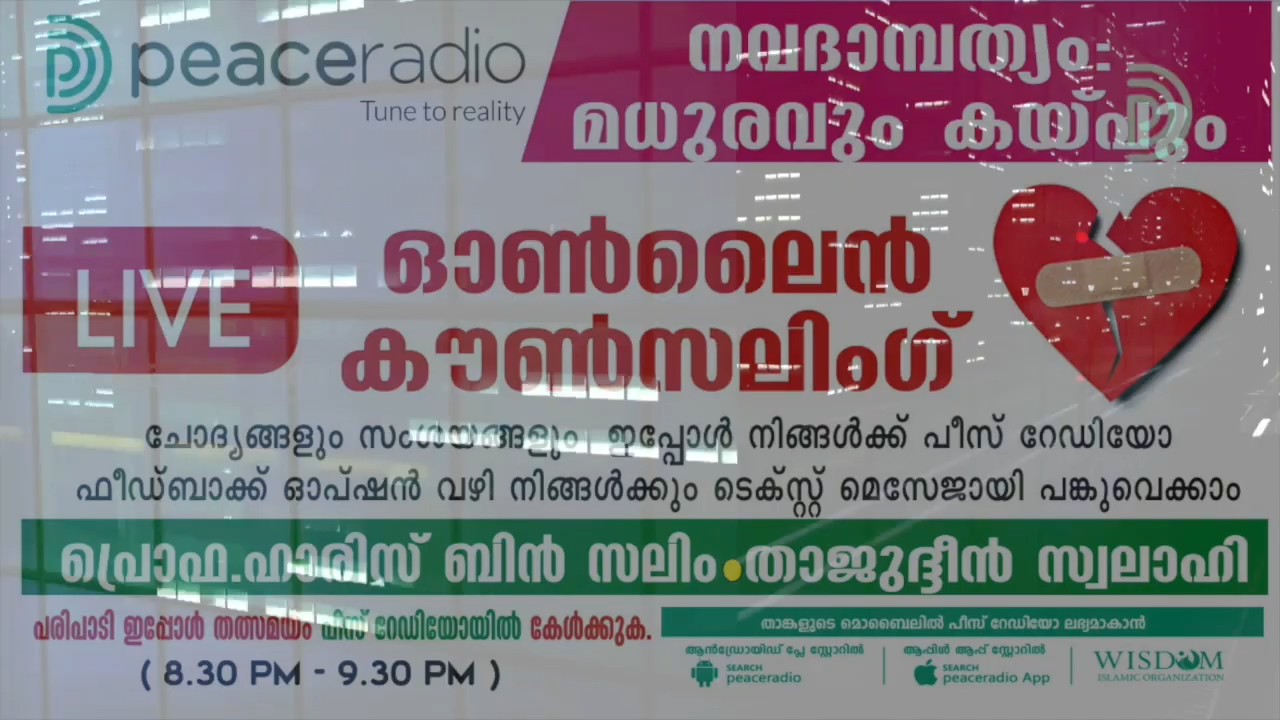 peaceradio
Tune to reality
നവദാമ്പത്യം:
മധുരവും കയ്പും
LIVE
ഓൺലൈൻ
കൗൺസലിംഗ്
ചോദ്യങ്ങളും സംശയങ്ങളും ഇപ്പോൾ നിങ്ങൾക്ക് പീസ് റേഡിയോ
ഫീഡ്ബാക്ക് ഓപ്ഷൻ വഴി നിങ്ങൾക്കും ടെക്സ്റ്റ് മെസേജായി പങ്കുവെക്കാം
പ്രൊഫ.ഹാരിസ് ബിൻ സലിം താജുദ്ദീൻ സ്വലാഹി
പരിപാടി ഇപ്പോൾ തത്സമയം പീസ് റേഡിയോയിൽ കേൾക്കുക.
( 8.30 PM - 9.30 PM )
താങ്കളുടെ മൊബൈലിൽ പീസ് റേഡിയോ ലഭ്യമാകാൻ
ആൻഡ്രോയിഡ് പ്ലേ സ്റ്റോറിൽ
SEARCH
peaceradio
ആപ്പിൾ ആപ്പ് സ്റ്റോറിൽ
SEARCH
peaceradio App
WISDOM
ISLAMIC ORGANIZATION